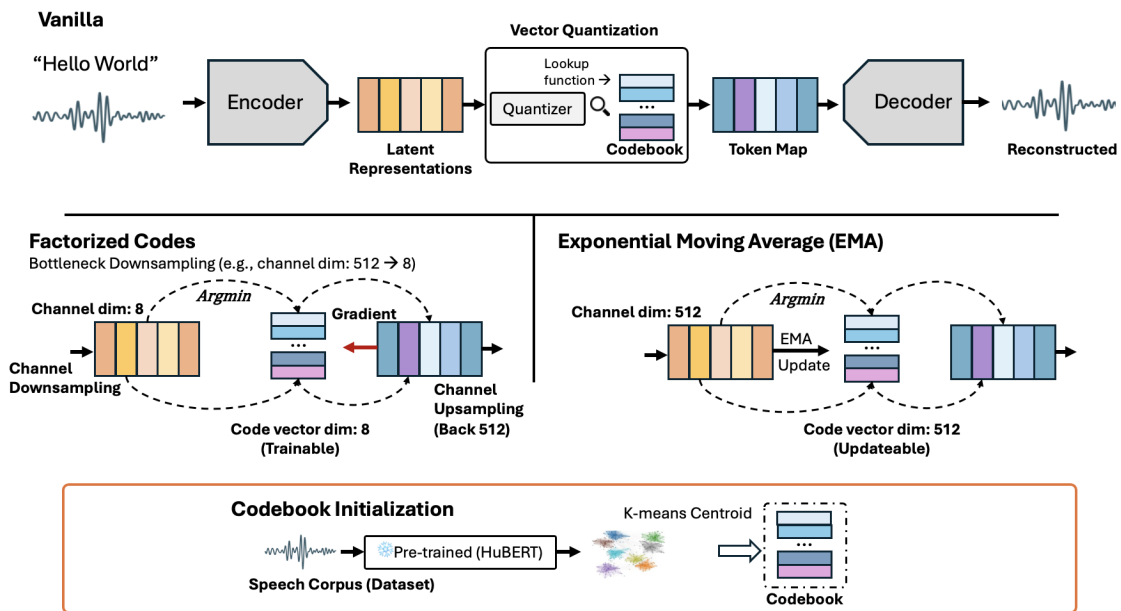 Vanilla
“Hello World”
Encoder
Latent
Representations
Vector Quantization
Lookup
function →
Quantizer
...
Codebook
Token Map
Decoder
Reconstructed
Factorized Codes
Bottleneck Downsampling (e.g., channel dim: 512 → 8)
Channel dim: 8
Argmin
Gradient
...
Channel
Downsampling
Channel
Upsampling
(Back 512)
Code vector dim: 8
(Trainable)
Exponential Moving Average (EMA)
Channel dim: 512
Argmin
EMA
Update
...
Code vector dim: 512
(Updateable)
Codebook Initialization
Speech Corpus (Dataset)
Pre-trained (HuBERT)
K-means Centroid
...
Codebook